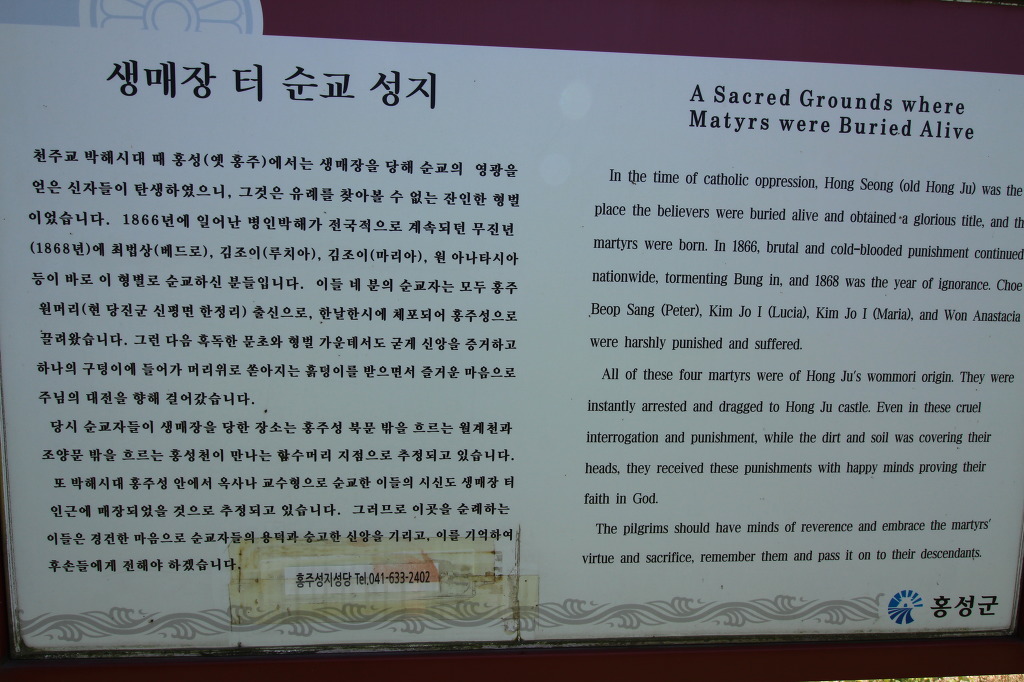 생매장 터 순교 성지
천주교 박해시대 때 홍성(옛 홍주)에서는 생매장을 당해 순교의 영광을
얻은 신자들이 탄생하였으니, 그것은 유례를 찾아볼 수 없는 잔인한 형벌
이었습니다. 1866년에 일어난 병인박해가 전국적으로 계속되던 무진년
(1868년)에 최법상(베드로), 김조이(루치아), 김조이(마리아), 원 아나타시아
등이 바로 이 형벌로 순교하신 분들입니다. 이들 네 분의 순교자는 모두 홍주
원머리(현 당진군 신평면 한정리) 출신으로, 한날한시에 체포되어 홍주성으로
끌려왔습니다. 그런 다음 혹독한 문초와 형벌 가운데서도 굳게 신앙을 증거하고
하나의 구덩이에 들어가 머리위로 쏟아지는 흙덩이를 받으면서 즐거운 마음으로
주님의 대전을 향해 걸어갔습니다.
당시 순교자들이 생매장을 당한 장소는 홍주성 북문 밖을 흐르는 월계천과
조양문 밖을 흐르는 홍성천이 만나는 합수머리 지점으로 추정되고 있습니다.
또 박해시대 홍주성 안에서 옥사나 교수형으로 순교한 이들의 시신도 생매장 터
인근에 매장되었을 것으로 추정되고 있습니다. 그러므로 이곳을 순례하는
이들은 경건한 마음으로 순교자들의 용덕과 숭고한 신앙을 기리고, 이를 기억하여
후손들에게 전해야 하겠습니다.
홍주성지성당 Tel.041-633-2402
A Sacred Grounds where
Matyrs were Buried Alive
In the time of catholic oppression, Hong Seong (old Hong Ju) was the
place the believers were buried alive and obtained a glorious title, and th
martyrs were born. In 1866, brutal and cold-blooded punishment continued
nationwide, tormenting Bung in, and 1868 was the year of ignorance. Choe
Beop Sang (Peter), Kim Jo I (Lucia), Kim Jo I (Maria), and Won Anastacia
were harshly punished and suffered.
All of these four martyrs were of Hong Ju's wommori origin. They were
instantly arrested and dragged to Hong Ju castle. Even in these cruel
interrogation and punishment, while the dirt and soil was covering their
heads, they received these punishments with happy minds proving their
faith in God.
The pilgrims should have minds of reverence and embrace the martyrs'
virtue and sacrifice, remember them and pass it on to their descendants.
홍성군